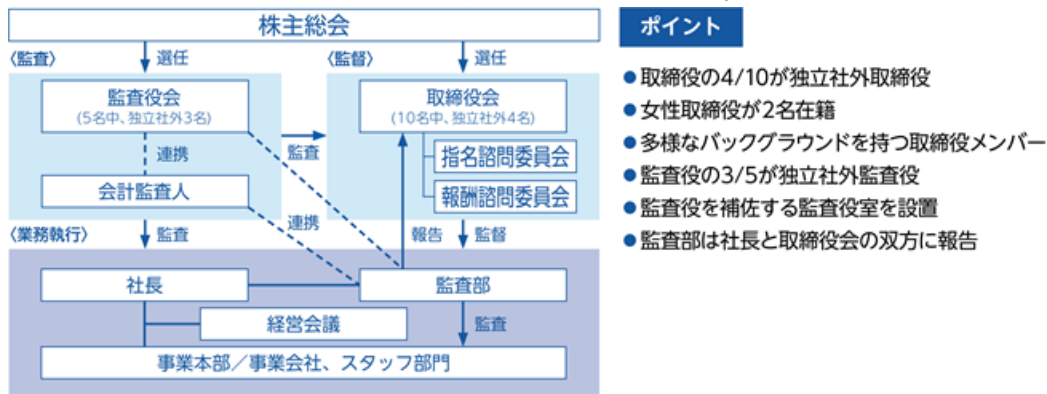 株主総会
〈監査〉
選任
〈監督〉
選任
監査役会
(5名中、独立社外3名)
取締役会
(10名中、独立社外4名)
連携
監査
指名諮問委員会
会計監査人
報酬諮問委員会
〈業務執行〉
監査
連携
報告
監督
社長
監査部
経営会議
監査
事業本部／事業会社、スタッフ部門
ポイント
●取締役の4/10が独立社外取締役
●女性取締役が2名在籍
●多様なバックグラウンドを持つ取締役メンバー
●監査役の3/5が独立社外監査役
●監査役を補佐する監査役室を設置
●監査部は社長と取締役会の双方に報告